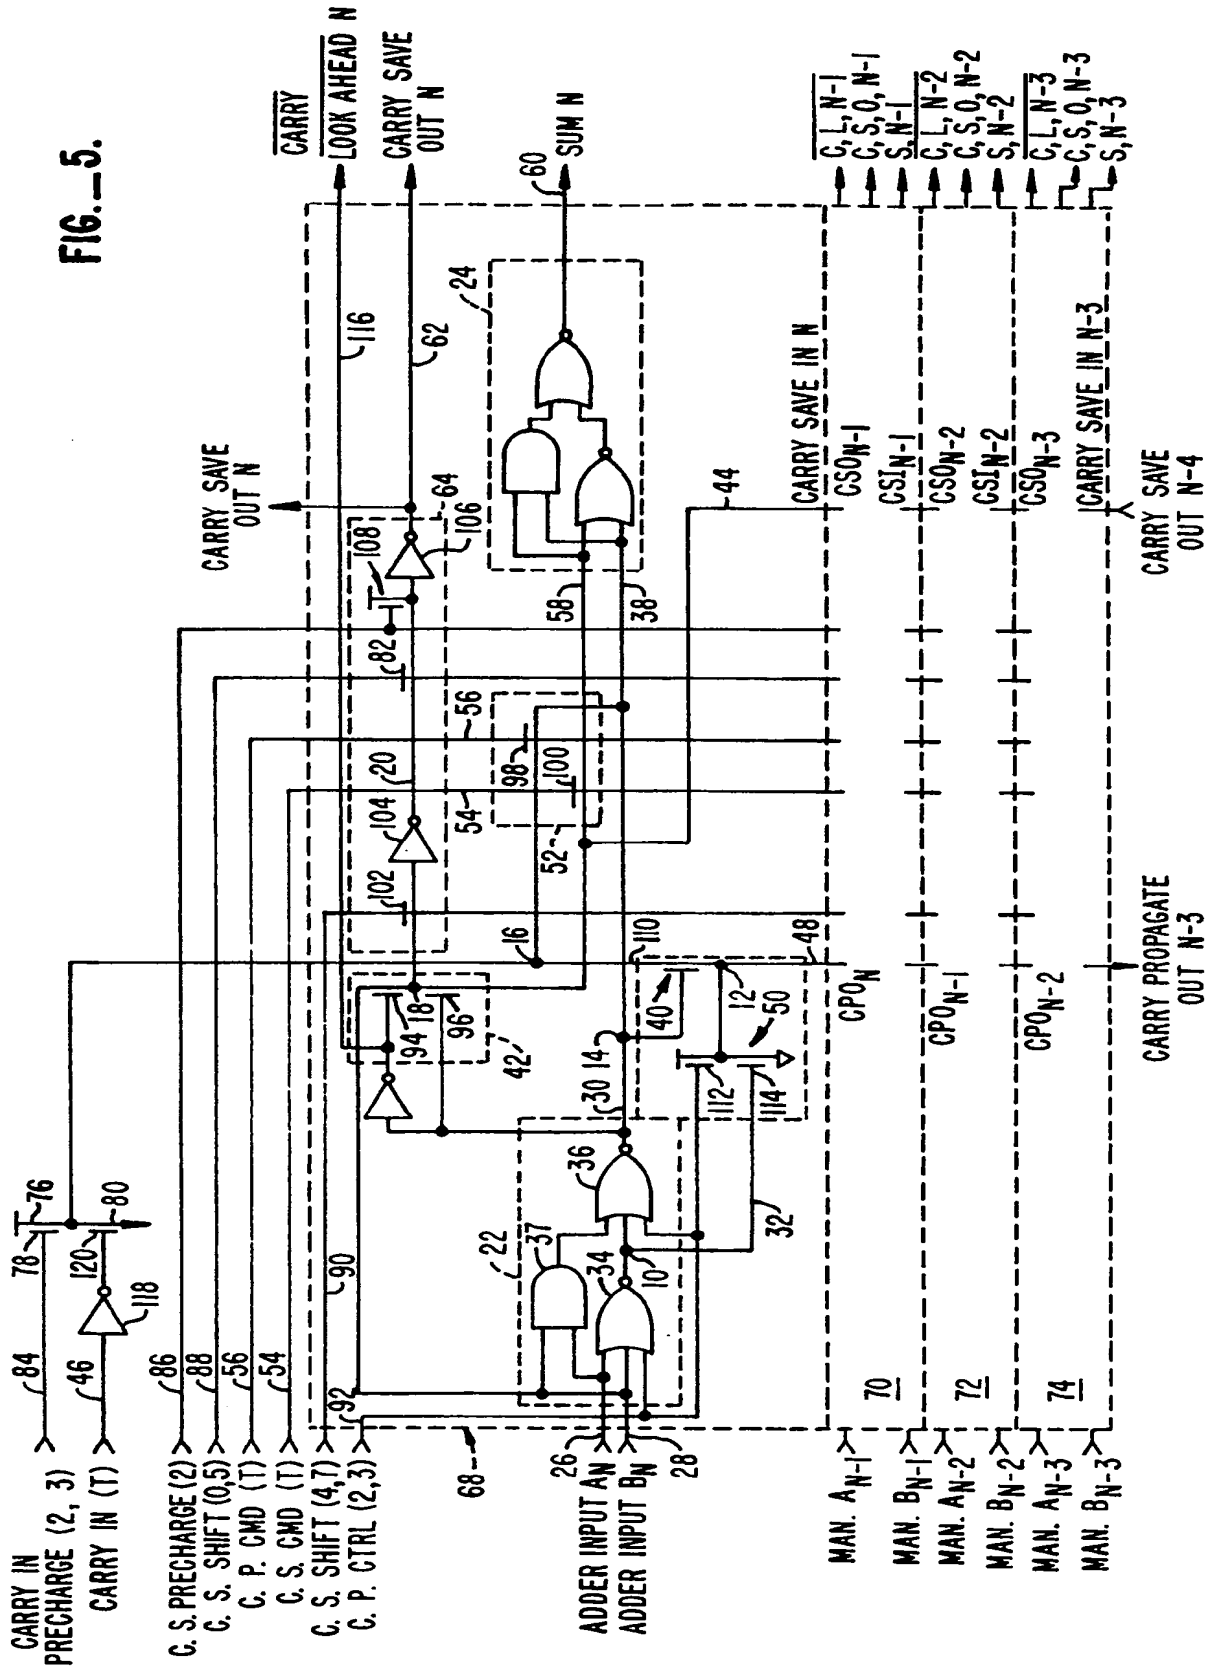 FIG._5.
CARRY IN
PRECHARGE (2, 3)
CARRY IN (T)
C. S. PRECHARGE (2)
C. S. SHIFT (0,5)
C. P. CMD (T)
C. S. CMD (T)
C. S. SHIFT (4,7)
C. P. CTRL (2,3)
84
46
86
88
56
54
90
92
78
76
120
80
118
68
CARRY
LOOK AHEAD N
CARRY SAVE
OUT N
CARRY SAVE
OUT N
116
62
64
108
106
82
20
104
102
56
54
98
100
52
16
94
18
96
42
24
60
SUM N
58
38
44
110
14
40
12
48
30
50
112
114
32
36
22
37
34
10
26
ADDER INPUT AN
ADDER INPUT BN
28
CARRY SAVE IN N
C, L, N-1
C, S, O, N-1
S, N-1
C, L, N-2
C, S, O, N-2
S, N-2
C, L, N-3
C, S, O, N-3
S, N-3
CPON
CSON-1
CSIN-1
CPON-1
CSON-2
CSIN-2
CPON-2
CSON-3
CARRY SAVE IN N-3
70
72
74
MAN. AN-1
MAN. BN-1
MAN. AN-2
MAN. BN-2
MAN. AN-3
MAN. BN-3
CARRY PROPAGATE
OUT N-3
CARRY SAVE
OUT N-4